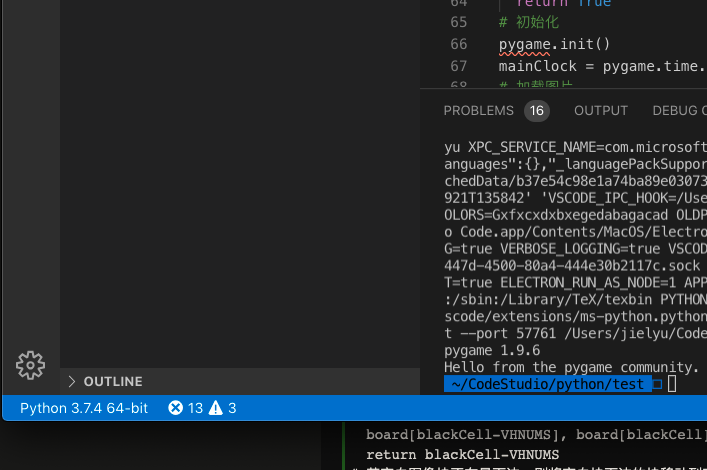 64 return True
65 # 初始化
66 pygame.init()
67 mainClock = pygame.time.
68 # 加载图片
PROBLEMS 16 OUTPUT DEBUG C
yu XPC_SERVICE_NAME=com.microsoft
anguages":{},"_languagePackSuppor
chedData/b37e54c98e1a74ba89e03073
921T135842' 'VSCODE_IPC_HOOK=/Use
OLORS=Gxfxcxdxbxegedabagacad OLDP
o Code.app/Contents/MacOS/Electro
G=true VERBOSE_LOGGING=true VSCOD
447d-4500-80a4-444e30b2117c.sock
T=true ELECTRON_RUN_AS_NODE=1 APP
:/sbin:/Library/TeX/texbin PYTHON
scode/extensions/ms-python.python
t --port 57761 /Users/jielyu/Code
pygame 1.9.6
Hello from the pygame community.
~/CodeStudio/python/test
OUTLINE
Python 3.7.4 64-bit 13 3
board[blackCell-VHNUMS], board[blackCell]
return blackCell-VHNUMS